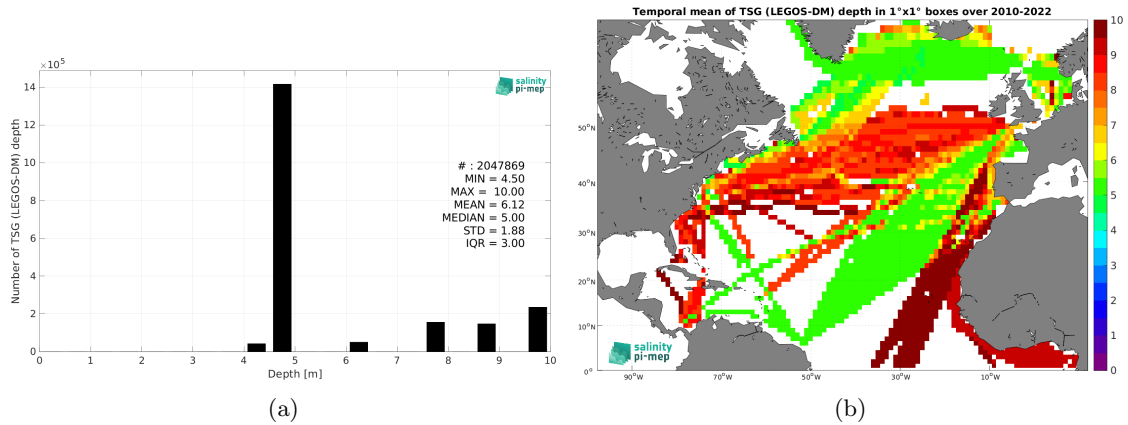 ×10⁵
14
12
10
8
6
4
2
0
Number of TSG (LEGOS-DM) depth
salinity
pi-mep
# : 2047869
MIN = 4.50
MAX = 10.00
MEAN = 6.12
MEDIAN = 5.00
STD = 1.88
IQR = 3.00
0 1 2 3 4 5 6 7 8 9 10
Depth [m]
(a)
Temporal mean of TSG (LEGOS-DM) depth in 1°x1° boxes over 2010-2022
50°N
40°N
30°N
20°N
10°N
0°
90°W 70°W 50°W 30°W 10°W
salinity
pi-mep
10
9
8
7
6
5
4
3
2
1
0
(b)